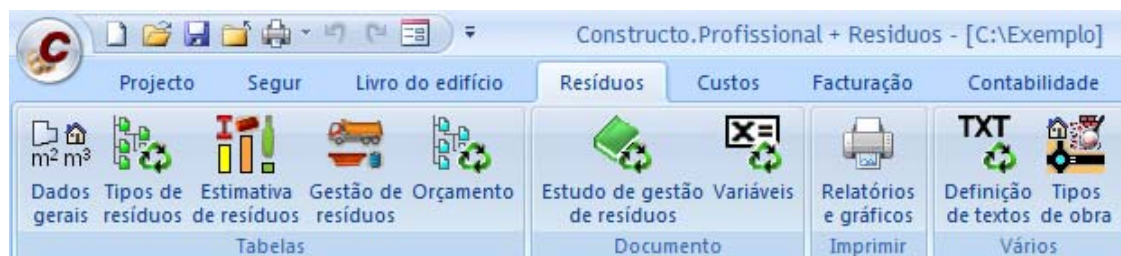 C
Constructo.Profissional + Residuos - [C:\Exemplo]
Projecto Segur Livro do edifício Resíduos Custos Facturação Contabilidade
m² m³ X= TXT
Dados Tipos de Estimativa Gestão de Orçamento Estudo de gestão Variáveis Relatórios Definição Tipos
gerais resíduos de resíduos resíduos de resíduos e gráficos de textos de obra
Tabelas Documento Imprimir Vários